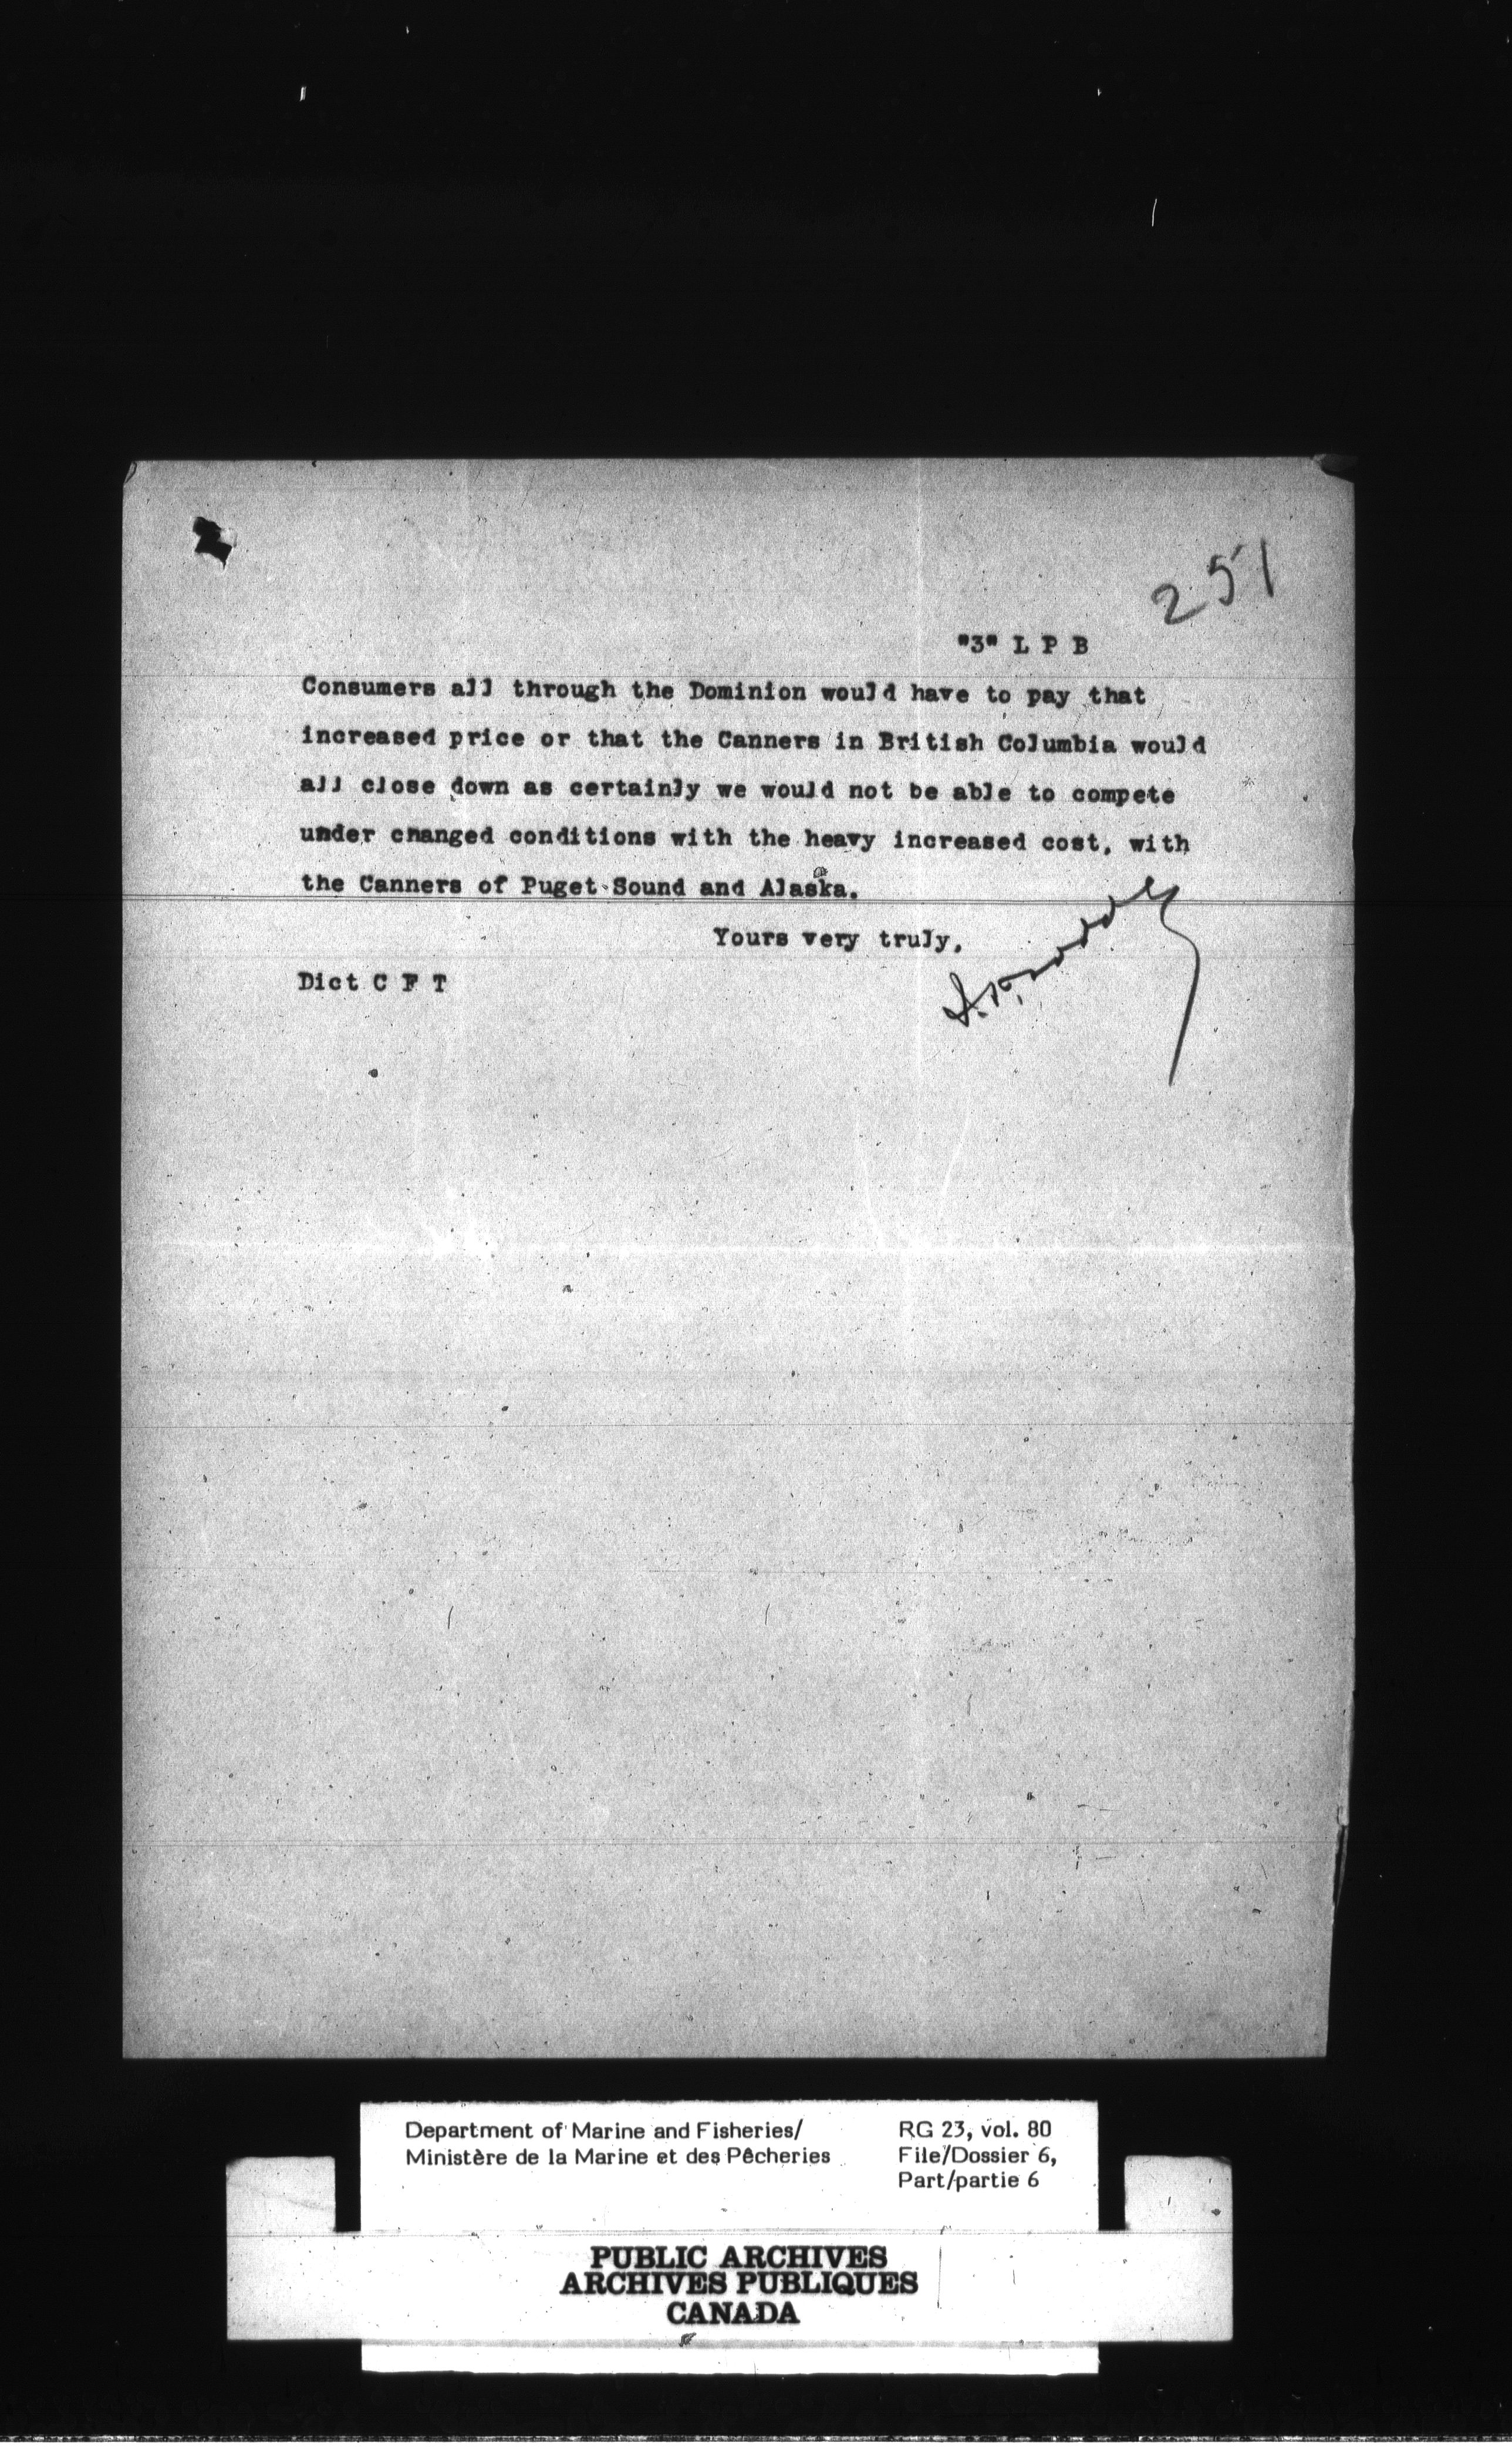 251
"3" L P B
Consumers all through the Dominion would have to pay that
increased price or that the Canners in British Columbia would
all close down as certainly we would not be able to compete
under changed conditions with the heavy increased cost, with
the Canners of Puget Sound and Alaska.
Yours very truly,
Dict C F T
Department of Marine and Fisheries/
Ministère de la Marine et des Pêcheries
RG 23, vol. 80
File/Dossier 6,
Part/partie 6
PUBLIC ARCHIVES
ARCHIVES PUBLIQUES
CANADA